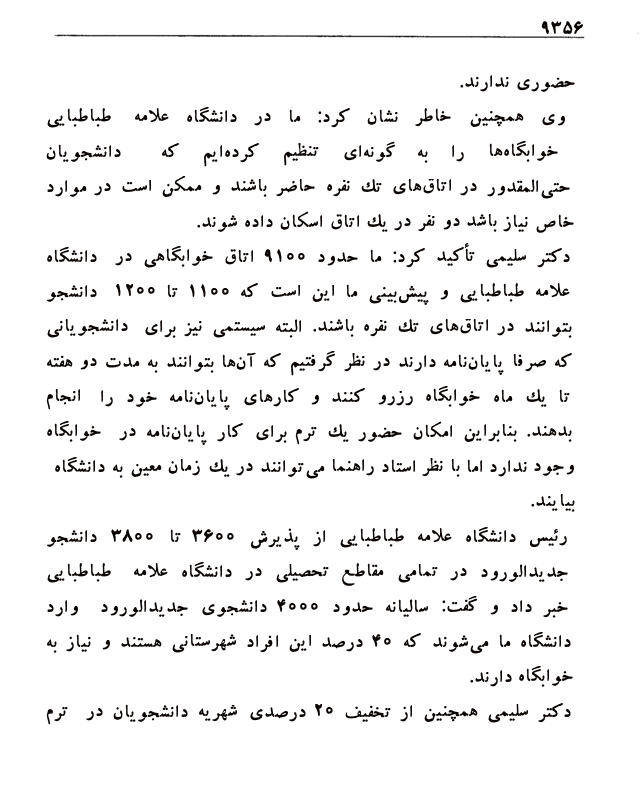 ۹۳۵۶
حضوری ندارند.
وی همچنین خاطر نشان کرد: ما در دانشگاه علامه طباطبایی
خوابگاه‌ها را به گونه‌ای تنظیم کرده‌ایم که دانشجویان
حتی‌المقدور در اتاق‌های تك نفره حاضر باشند و ممکن است در موارد
خاص نیاز باشد دو نفر در یك اتاق اسکان داده شوند.
دکتر سلیمی تأکید کرد: ما حدود ۹۱۰۰ اتاق خوابگاهی در دانشگاه
علامه طباطبایی و پیش‌بینی ما این است که ۱۱۰۰ تا ۱۲۰۰ دانشجو
بتوانند در اتاق‌های تك نفره باشند. البته سیستمی نیز برای دانشجویانی
که صرفا پایان‌نامه دارند در نظر گرفتیم که آن‌ها بتوانند به مدت دو هفته
تا یك ماه خوابگاه رزرو کنند و کارهای پایان‌نامه خود را انجام
بدهند. بنابراین امکان حضور یك ترم برای کار پایان‌نامه در خوابگاه
وجود ندارد اما با نظر استاد راهنما می‌توانند در یك زمان معین به دانشگاه
بیایند.
رئیس دانشگاه علامه طباطبایی از پذیرش ۳۶۰۰ تا ۳۸۰۰ دانشجو
جدیدالورود در تمامی مقاطع تحصیلی در دانشگاه علامه طباطبایی
خبر داد و گفت: سالیانه حدود ۴۰۰۰ دانشجوی جدیدالورود وارد
دانشگاه ما می‌شوند که ۴۰ درصد این افراد شهرستانی هستند و نیاز به
خوابگاه دارند.
دکتر سلیمی همچنین از تخفیف ۲۰ درصدی شهریه دانشجویان در ترم